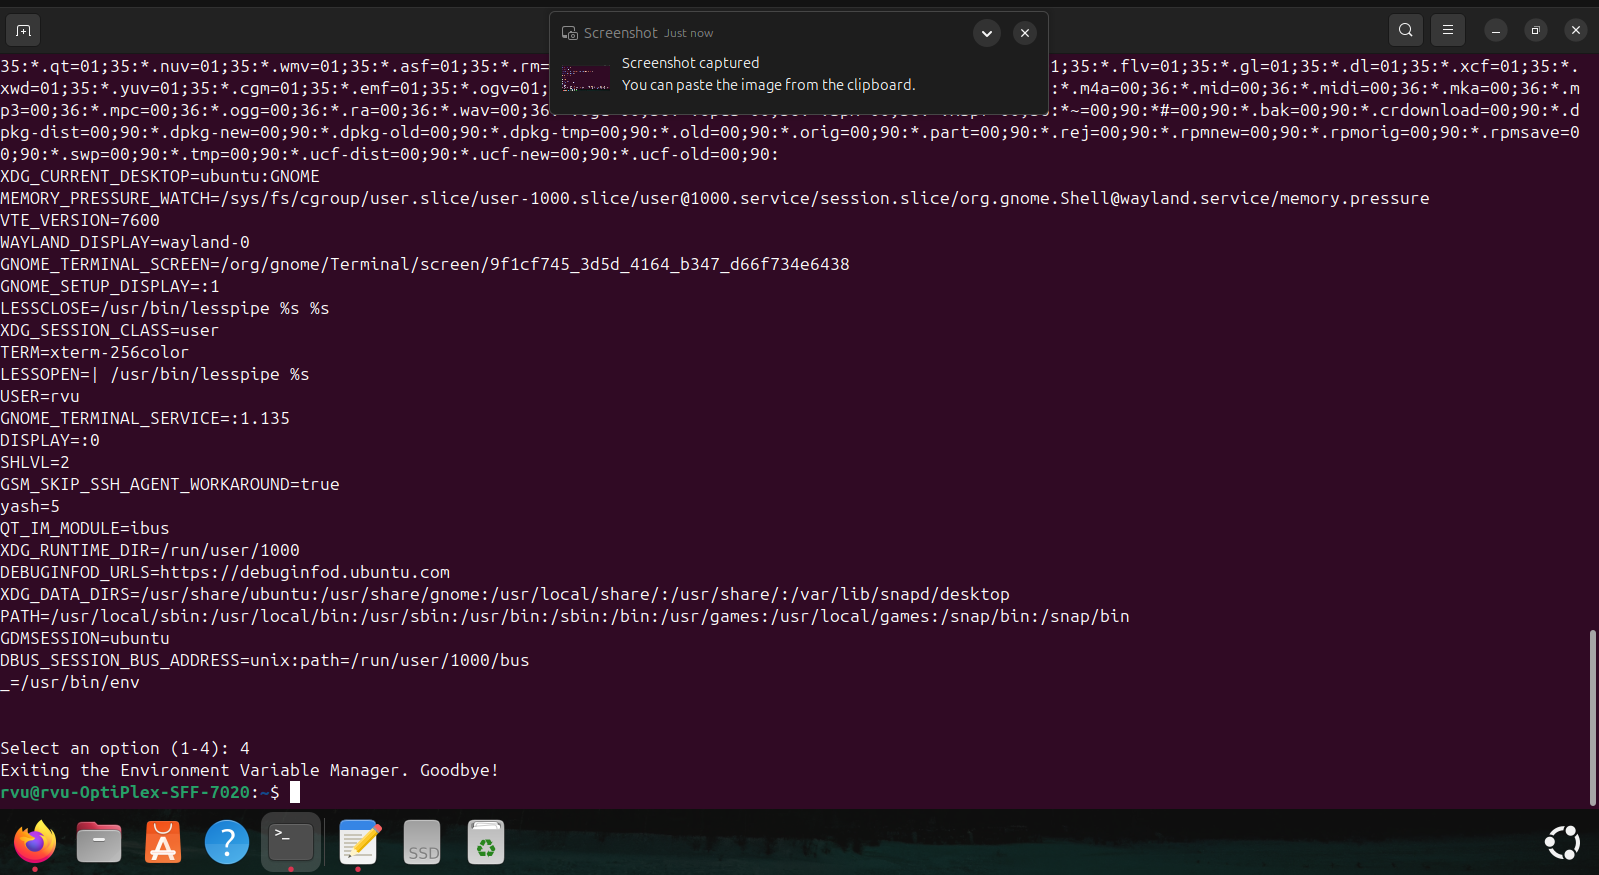 Screenshot Just now
Screenshot captured
You can paste the image from the clipboard.
35:*.qt=01;35:*.nuv=01;35:*.wmv=01;35:*.asf=01;35:*.rm= 1;35:*.flv=01;35:*.gl=01;35:*.dl=01;35:*.xcf=01;35:*.
xwd=01;35:*.yuv=01;35:*.cgm=01;35:*.emf=01;35:*.ogv=01; :*.m4a=00;36:*.mid=00;36:*.midi=00;36:*.mka=00;36:*.m
p3=00;36:*.mpc=00;36:*.ogg=00;36:*.ra=00;36:*.wav=00;36 :*~=00;90:*#=00;90:*.bak=00;90:*.crdownload=00;90:*.d
pkg-dist=00;90:*.dpkg-new=00;90:*.dpkg-old=00;90:*.dpkg-tmp=00;90:*.old=00;90:*.orig=00;90:*.part=00;90:*.rej=00;90:*.rpmnew=00;90:*.rpmorig=00;90:*.rpmsave=0
0;90:*.swp=00;90:*.tmp=00;90:*.ucf-dist=00;90:*.ucf-new=00;90:*.ucf-old=00;90:
XDG_CURRENT_DESKTOP=ubuntu:GNOME
MEMORY_PRESSURE_WATCH=/sys/fs/cgroup/user.slice/user-1000.slice/user@1000.service/session.slice/org.gnome.Shell@wayland.service/memory.pressure
VTE_VERSION=7600
WAYLAND_DISPLAY=wayland-0
GNOME_TERMINAL_SCREEN=/org/gnome/Terminal/screen/9f1cf745_3d5d_4164_b347_d66f734e6438
GNOME_SETUP_DISPLAY=:1
LESSCLOSE=/usr/bin/lesspipe %s %s
XDG_SESSION_CLASS=user
TERM=xterm-256color
LESSOPEN=| /usr/bin/lesspipe %s
USER=rvu
GNOME_TERMINAL_SERVICE=:1.135
DISPLAY=:0
SHLVL=2
GSM_SKIP_SSH_AGENT_WORKAROUND=true
yash=5
QT_IM_MODULE=ibus
XDG_RUNTIME_DIR=/run/user/1000
DEBUGINFOD_URLS=https://debuginfod.ubuntu.com
XDG_DATA_DIRS=/usr/share/ubuntu:/usr/share/gnome:/usr/local/share/:/usr/share/:/var/lib/snapd/desktop
PATH=/usr/local/sbin:/usr/local/bin:/usr/sbin:/usr/bin:/sbin:/bin:/usr/games:/usr/local/games:/snap/bin:/snap/bin
GDMSESSION=ubuntu
DBUS_SESSION_BUS_ADDRESS=unix:path=/run/user/1000/bus
_=/usr/bin/env
Select an option (1-4): 4
Exiting the Environment Variable Manager. Goodbye!
rvu@rvu-OptiPlex-SFF-7020:~$
SSD